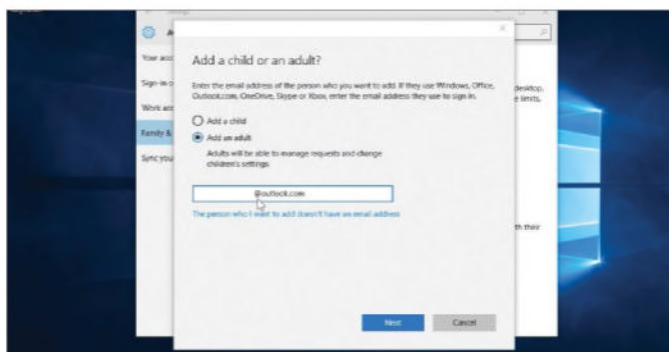 Add a child or an adult?
Enter the email address of the person who you want to add. If they use Windows, Office,
Outlook.com, OneDrive, Skype or Xbox, enter the email address they use to sign in.
Add a child
Add an adult
Adults will be able to manage requests and change
children's settings.
@outlook.com
The person who I want to add doesn't have an email address
Next
Cancel
Your acc
Sign-in o
Work acc
Family &
Sync you
desktop,
e limits,
th their